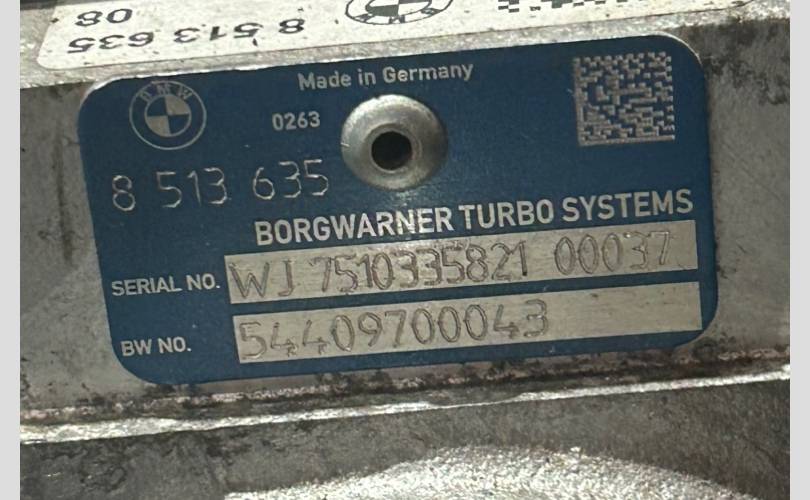 8 513 635
08
BMW
Made in Germany
0263
8 513 635
BORGWARNER TURBO SYSTEMS
SERIAL NO. WJ 7510335821 00037
BW NO. 54409700043